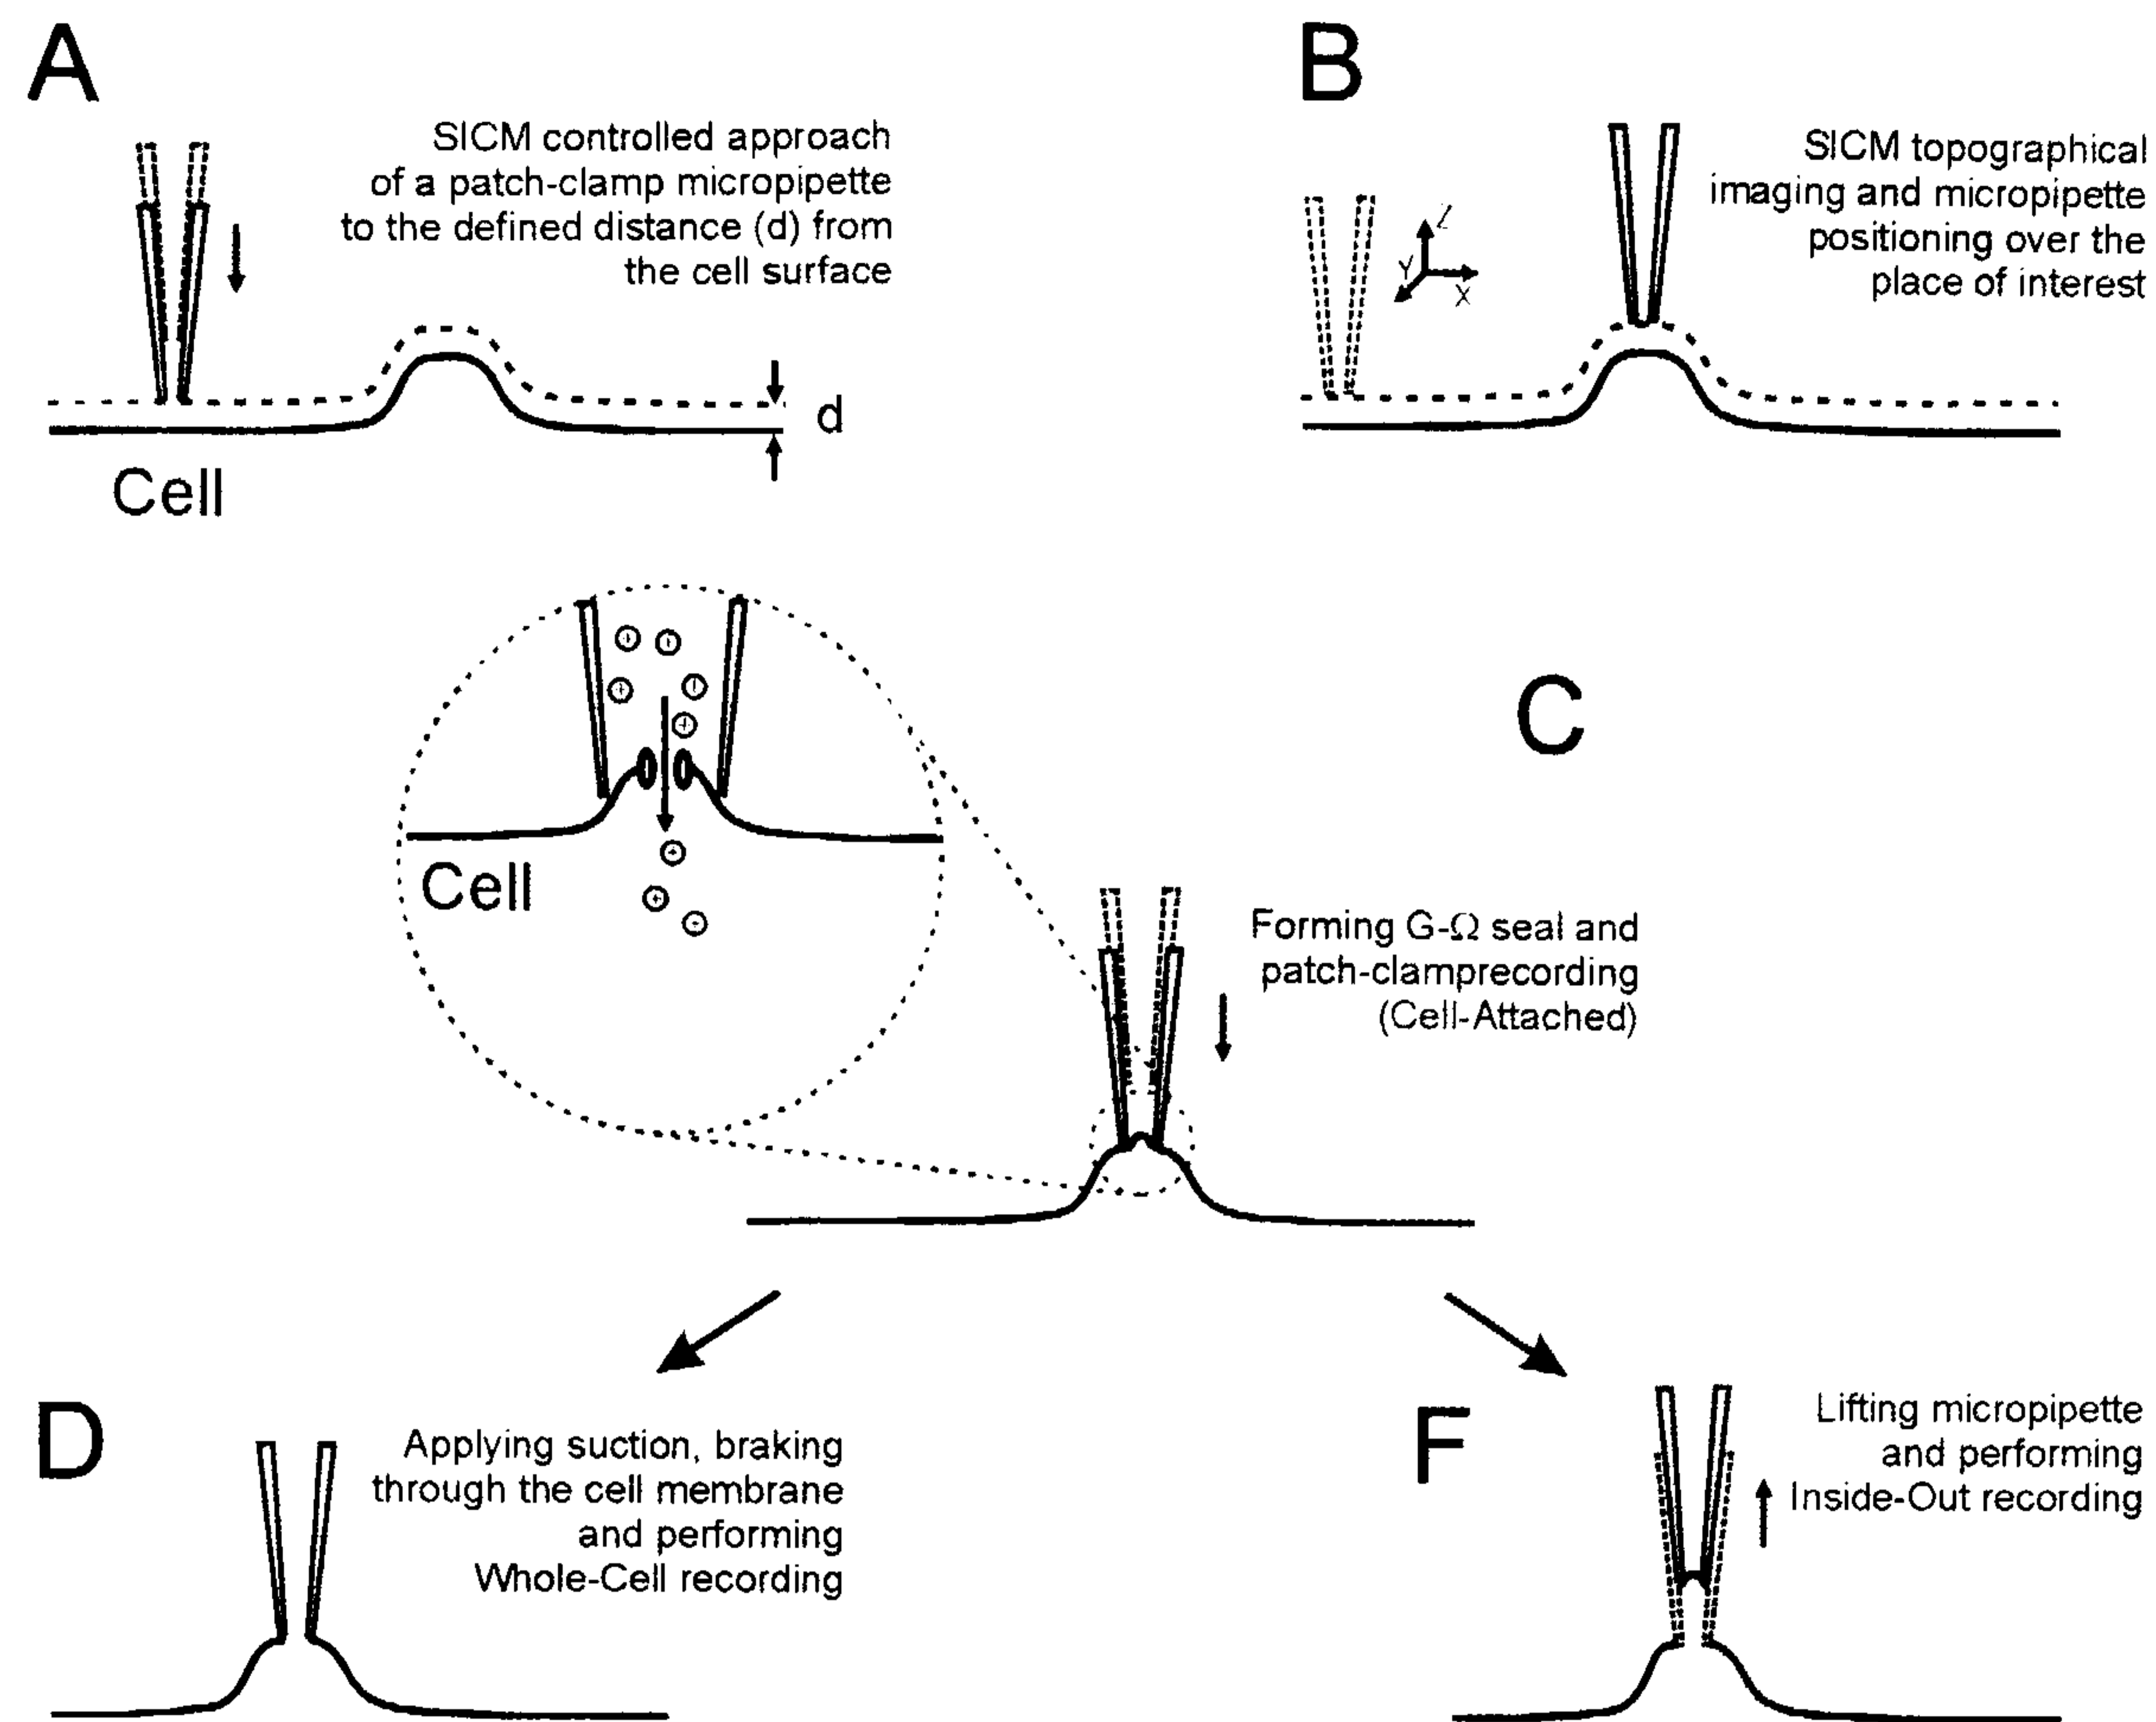 A
SICM controlled approach
of a patch-clamp micropipette
to the defined distance (d) from
the cell surface
d
Cell
B
Z
Y
X
SICM topographical
imaging and micropipette
positioning over the
place of interest
C
Cell
Forming G-Ω seal and
patch-clamprecording
(Cell-Attached)
D
Applying suction, braking
through the cell membrane
and performing
Whole-Cell recording
F
Lifting micropipette
and performing
Inside-Out recording